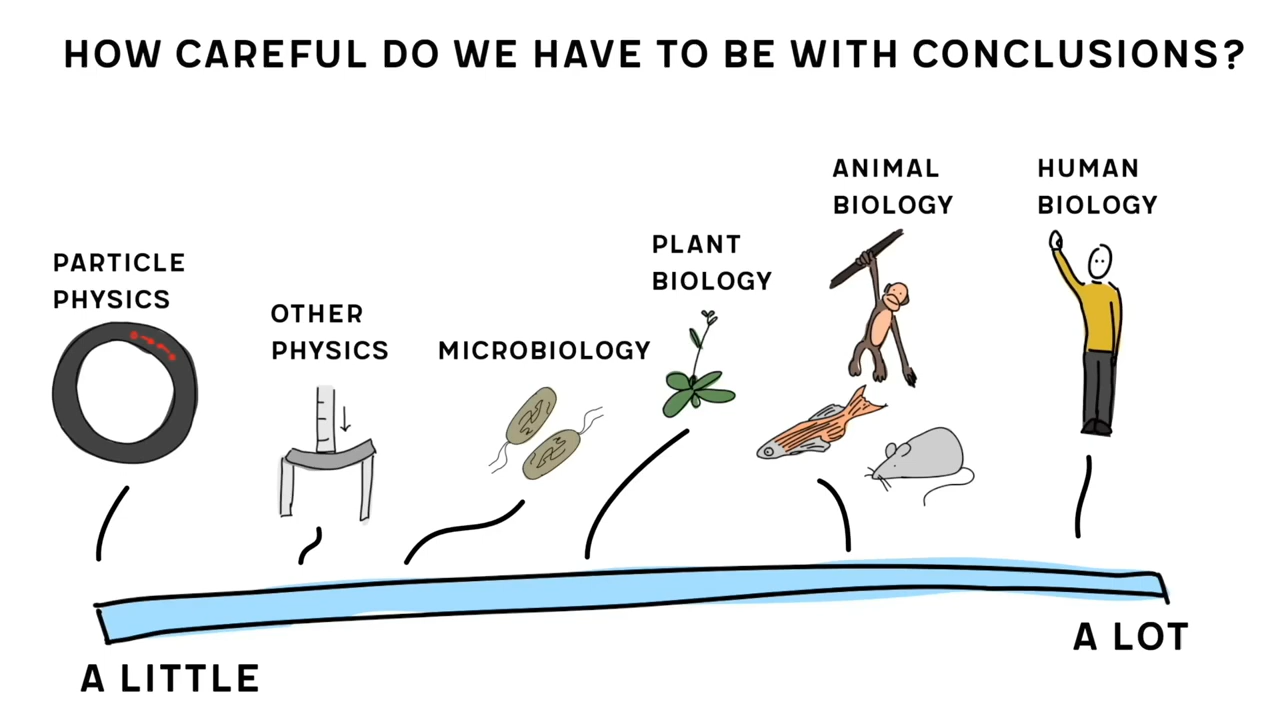 HOW CAREFUL DO WE HAVE TO BE WITH CONCLUSIONS?
PARTICLE
PHYSICS
OTHER
PHYSICS
MICROBIOLOGY
PLANT
BIOLOGY
ANIMAL
BIOLOGY
HUMAN
BIOLOGY
A LITTLE
A LOT